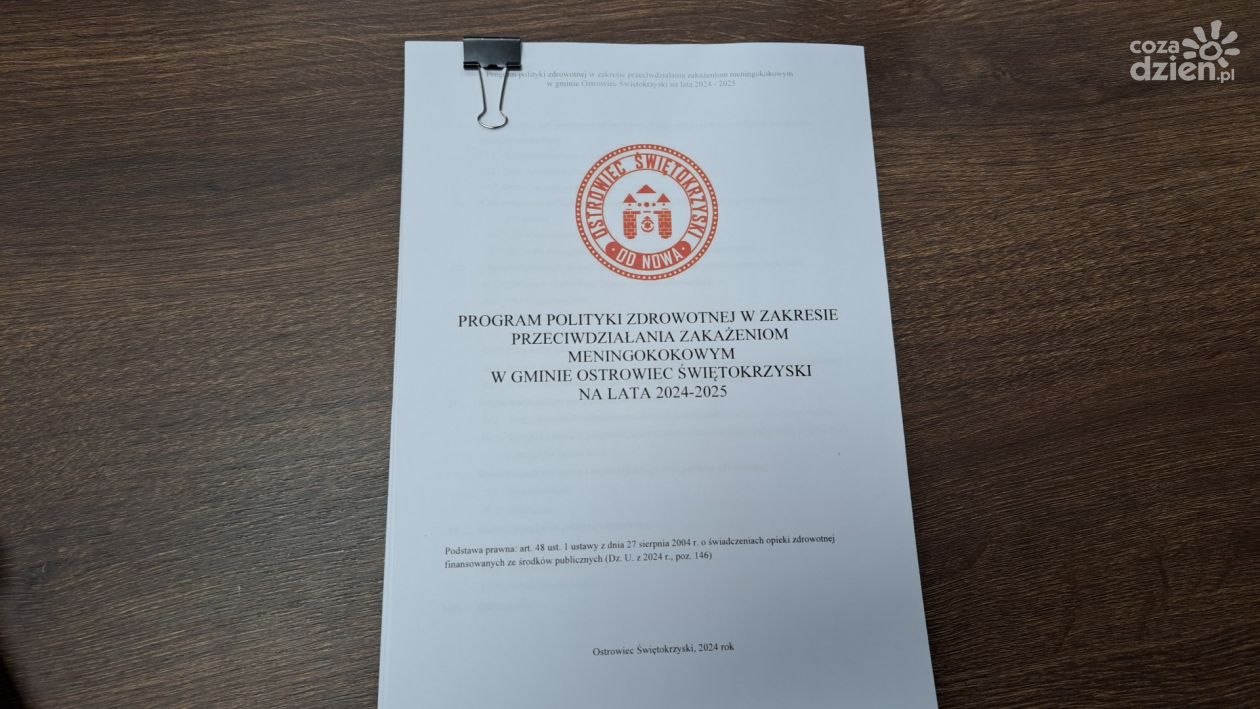 coza
dzien.pl
Program polityki zdrowotnej w zakresie przeciwdziałania zakażeniom meningokokowym
w gminie Ostrowiec Świętokrzyski na lata 2024 - 2025
OSTROWIEC ŚWIĘTOKRZYSKI
OD NOWA
PROGRAM POLITYKI ZDROWOTNEJ W ZAKRESIE
PRZECIWDZIAŁANIA ZAKAŻENIOM
MENINGOKOKOWYM
W GMINIE OSTROWIEC ŚWIĘTOKRZYSKI
NA LATA 2024-2025
Podstawa prawna: art. 48 ust. 1 ustawy z dnia 27 sierpnia 2004 r. o świadczeniach opieki zdrowotnej
finansowanych ze środków publicznych (Dz. U. z 2024 r., poz. 146)
Ostrowiec Świętokrzyski, 2024 rok